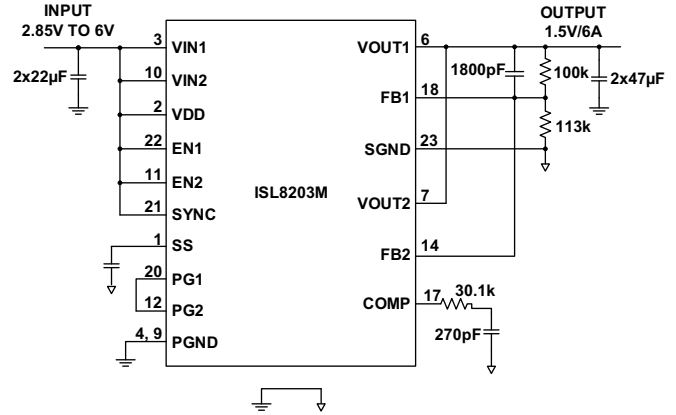 INPUT
2.85V TO 6V
OUTPUT
1.5V/6A
3 VIN1
VOUT1 6
2x22µF
1800pF
100k
2x47µF
10 VIN2
FB1 18
2 VDD
113k
22 EN1
SGND 23
11 EN2
ISL8203M
VOUT2 7
21 SYNC
1 SS
FB2 14
20 PG1
12 PG2
COMP 17 30.1k
4, 9 PGND
270pF